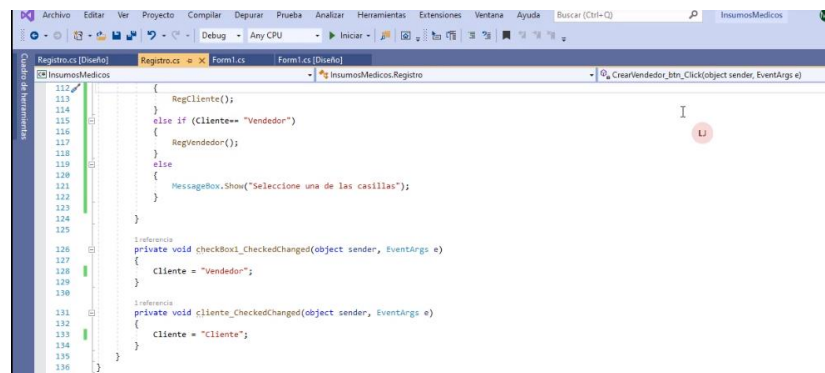 Archivo Editar Ver Proyecto Compilar Depurar Prueba Analizar Herramientas Extensiones Ventana Ayuda Buscar (Ctrl+Q) InsumosMedicos
Debug Any CPU Iniciar
Cuadro de herramientas
Registro.cs [Diseño] Registro.cs Form1.cs Form1.cs [Diseño]
InsumosMedicos InsumosMedicos.Registro CrearVendedor_btn_Click(object sender, EventArgs e)
112 {
113 RegCliente();
114 }
115 else if (Cliente== "Vendedor")
116 {
117 RegVendedor();
118 }
119 else
120 {
121 MessageBox.Show("Seleccione una de las casillas");
122 }
123
124 }
125
1 referencia
126 private void checkBox1_CheckedChanged(object sender, EventArgs e)
127 {
128 Cliente = "Vendedor";
129 }
130
1 referencia
131 private void cliente_CheckedChanged(object sender, EventArgs e)
132 {
133 Cliente = "Cliente";
134 }
135 }
136 }